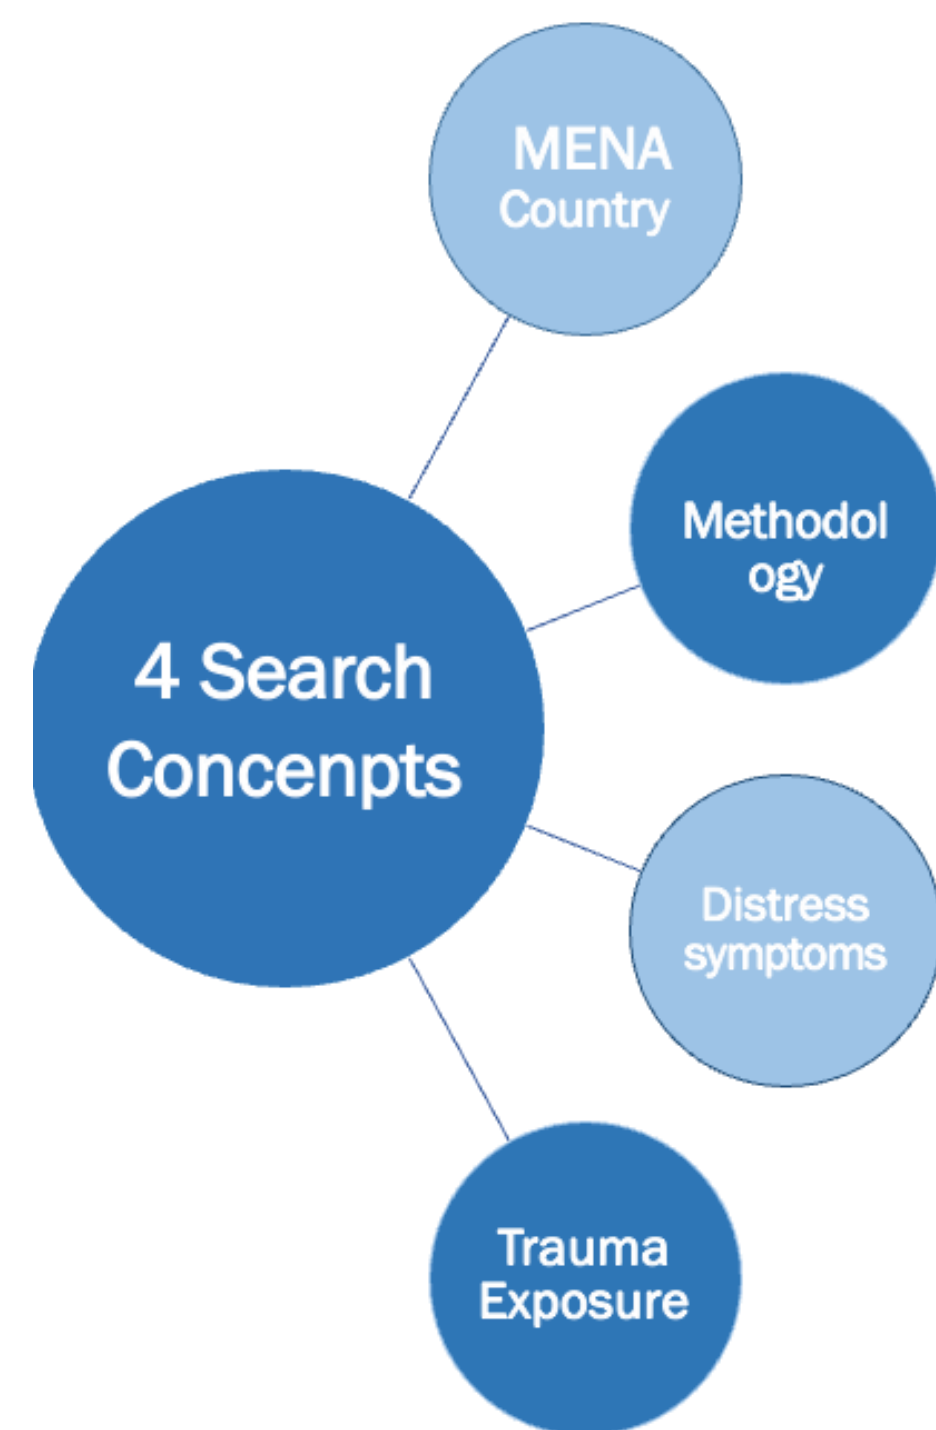 MENA
Country
Methodol
ogy
4 Search
Concenpts
Distress
symptoms
Trauma
Exposure